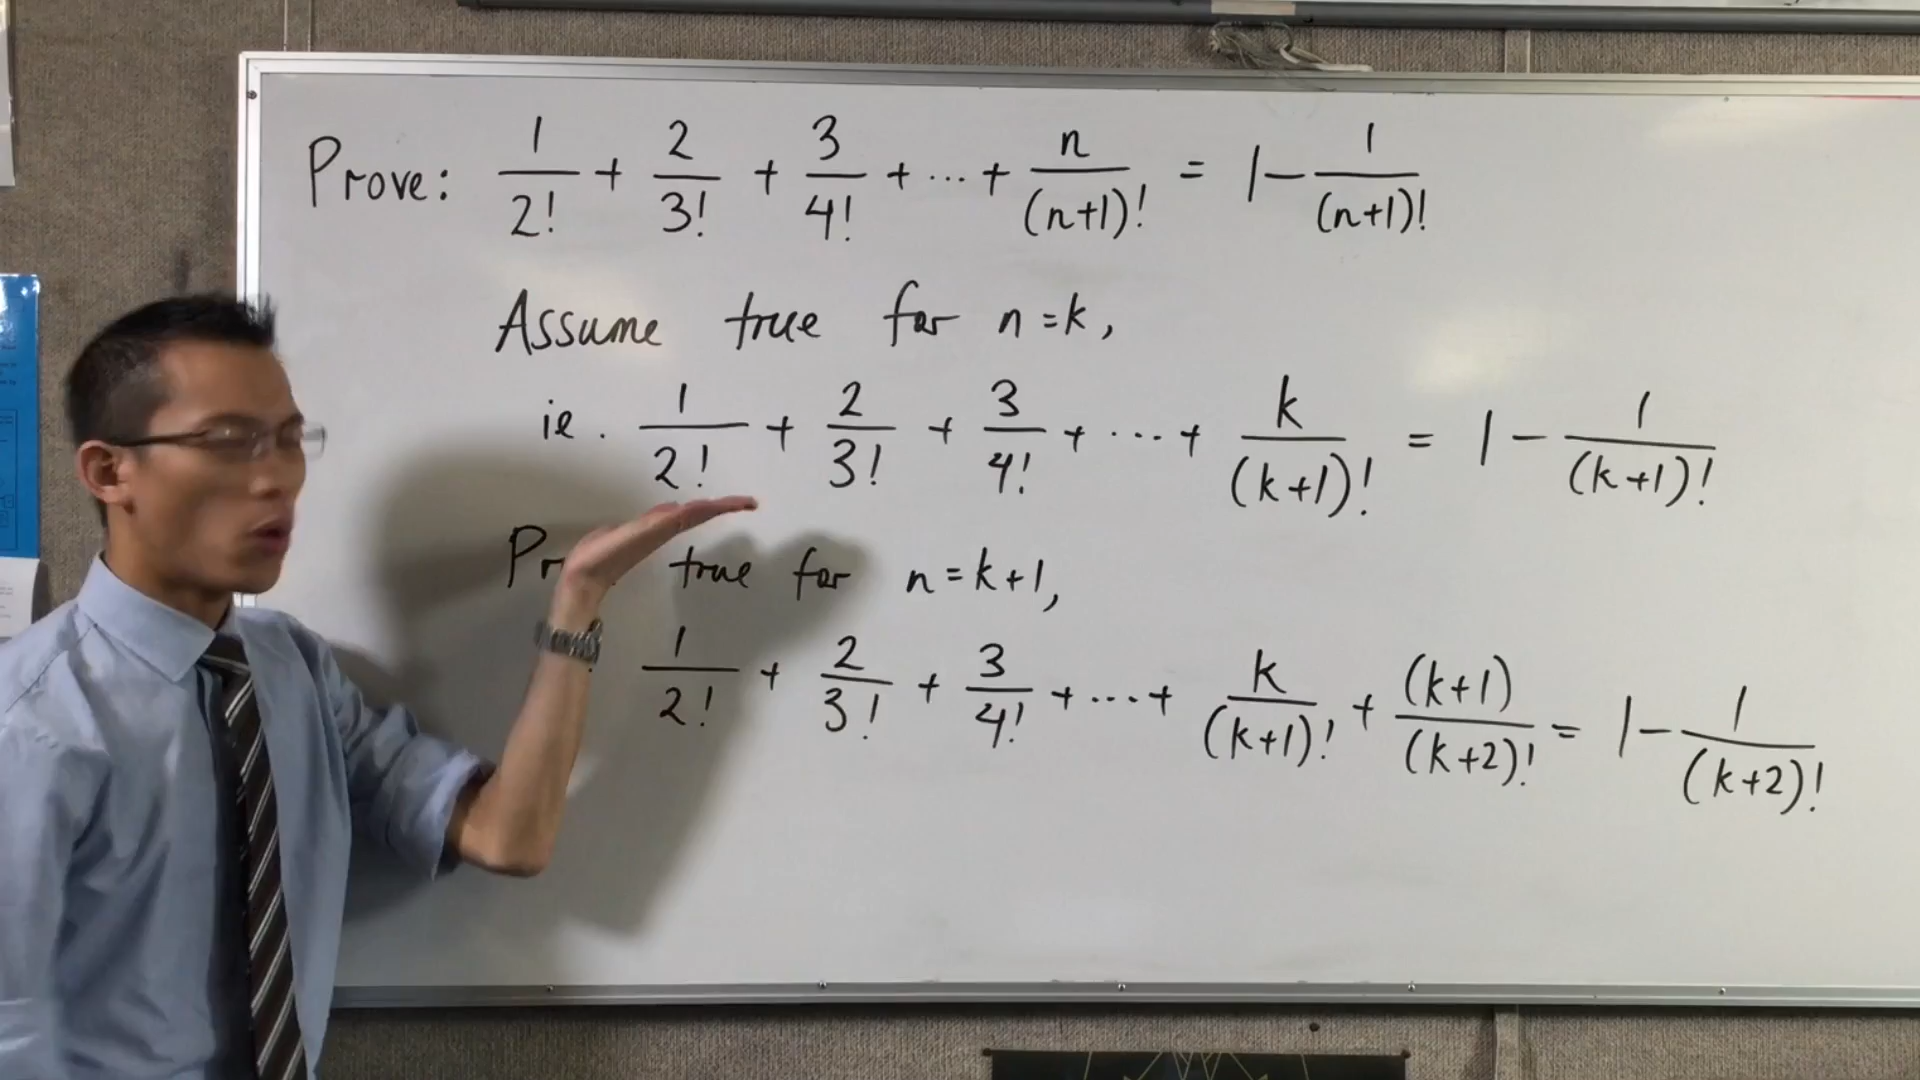 Prove: 1/2! + 2/3! + 3/4! + ... + n/(n+1)! = 1 - 1/(n+1)!
Assume true for n = k,
ie. 1/2! + 2/3! + 3/4! + ... + k/(k+1)! = 1 - 1/(k+1)!
true for n = k+1,
1/2! + 2/3! + 3/4! + ... + k/(k+1)! + (k+1)/(k+2)! = 1 - 1/(k+2)!